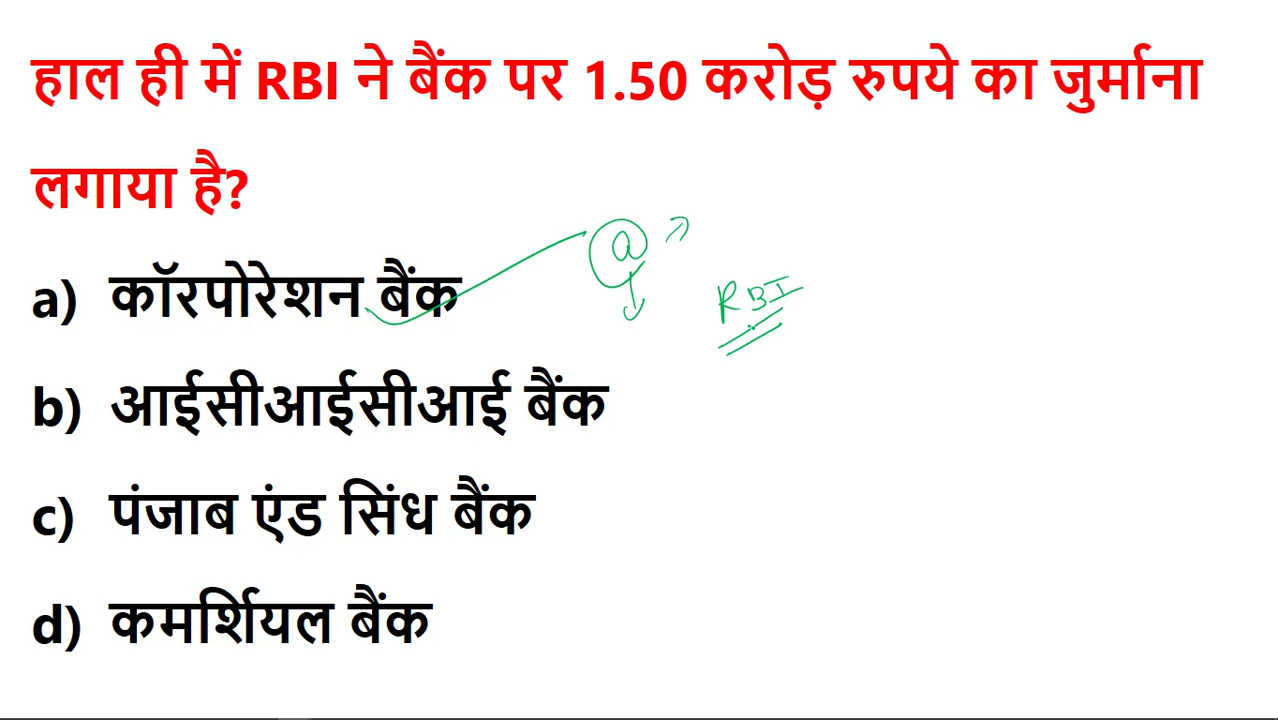 हाल ही में RBI ने बैंक पर 1.50 करोड़ रुपये का जुर्माना
लगाया है?
a) कॉरपोरेशन बैंक
a
RBI
b) आईसीआईसीआई बैंक
c) पंजाब एंड सिंध बैंक
d) कमर्शियल बैंक